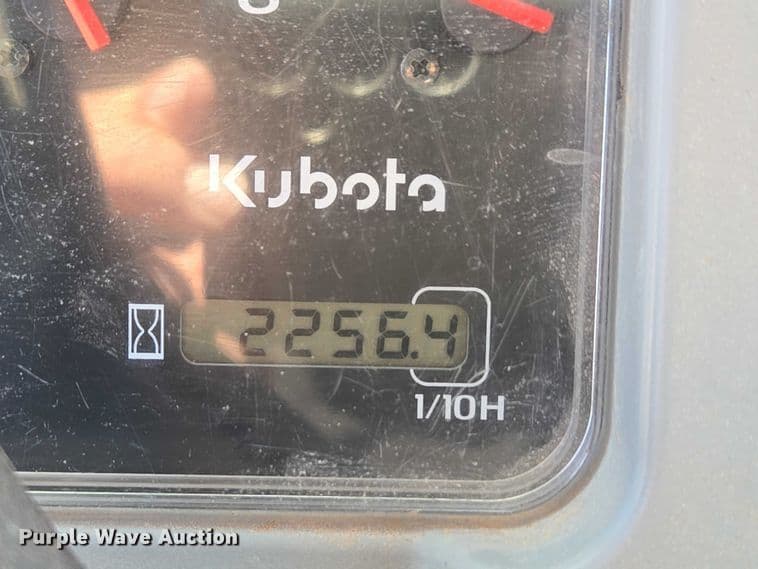 Kubota
2256.4
1/10H
Purple Wave Auction